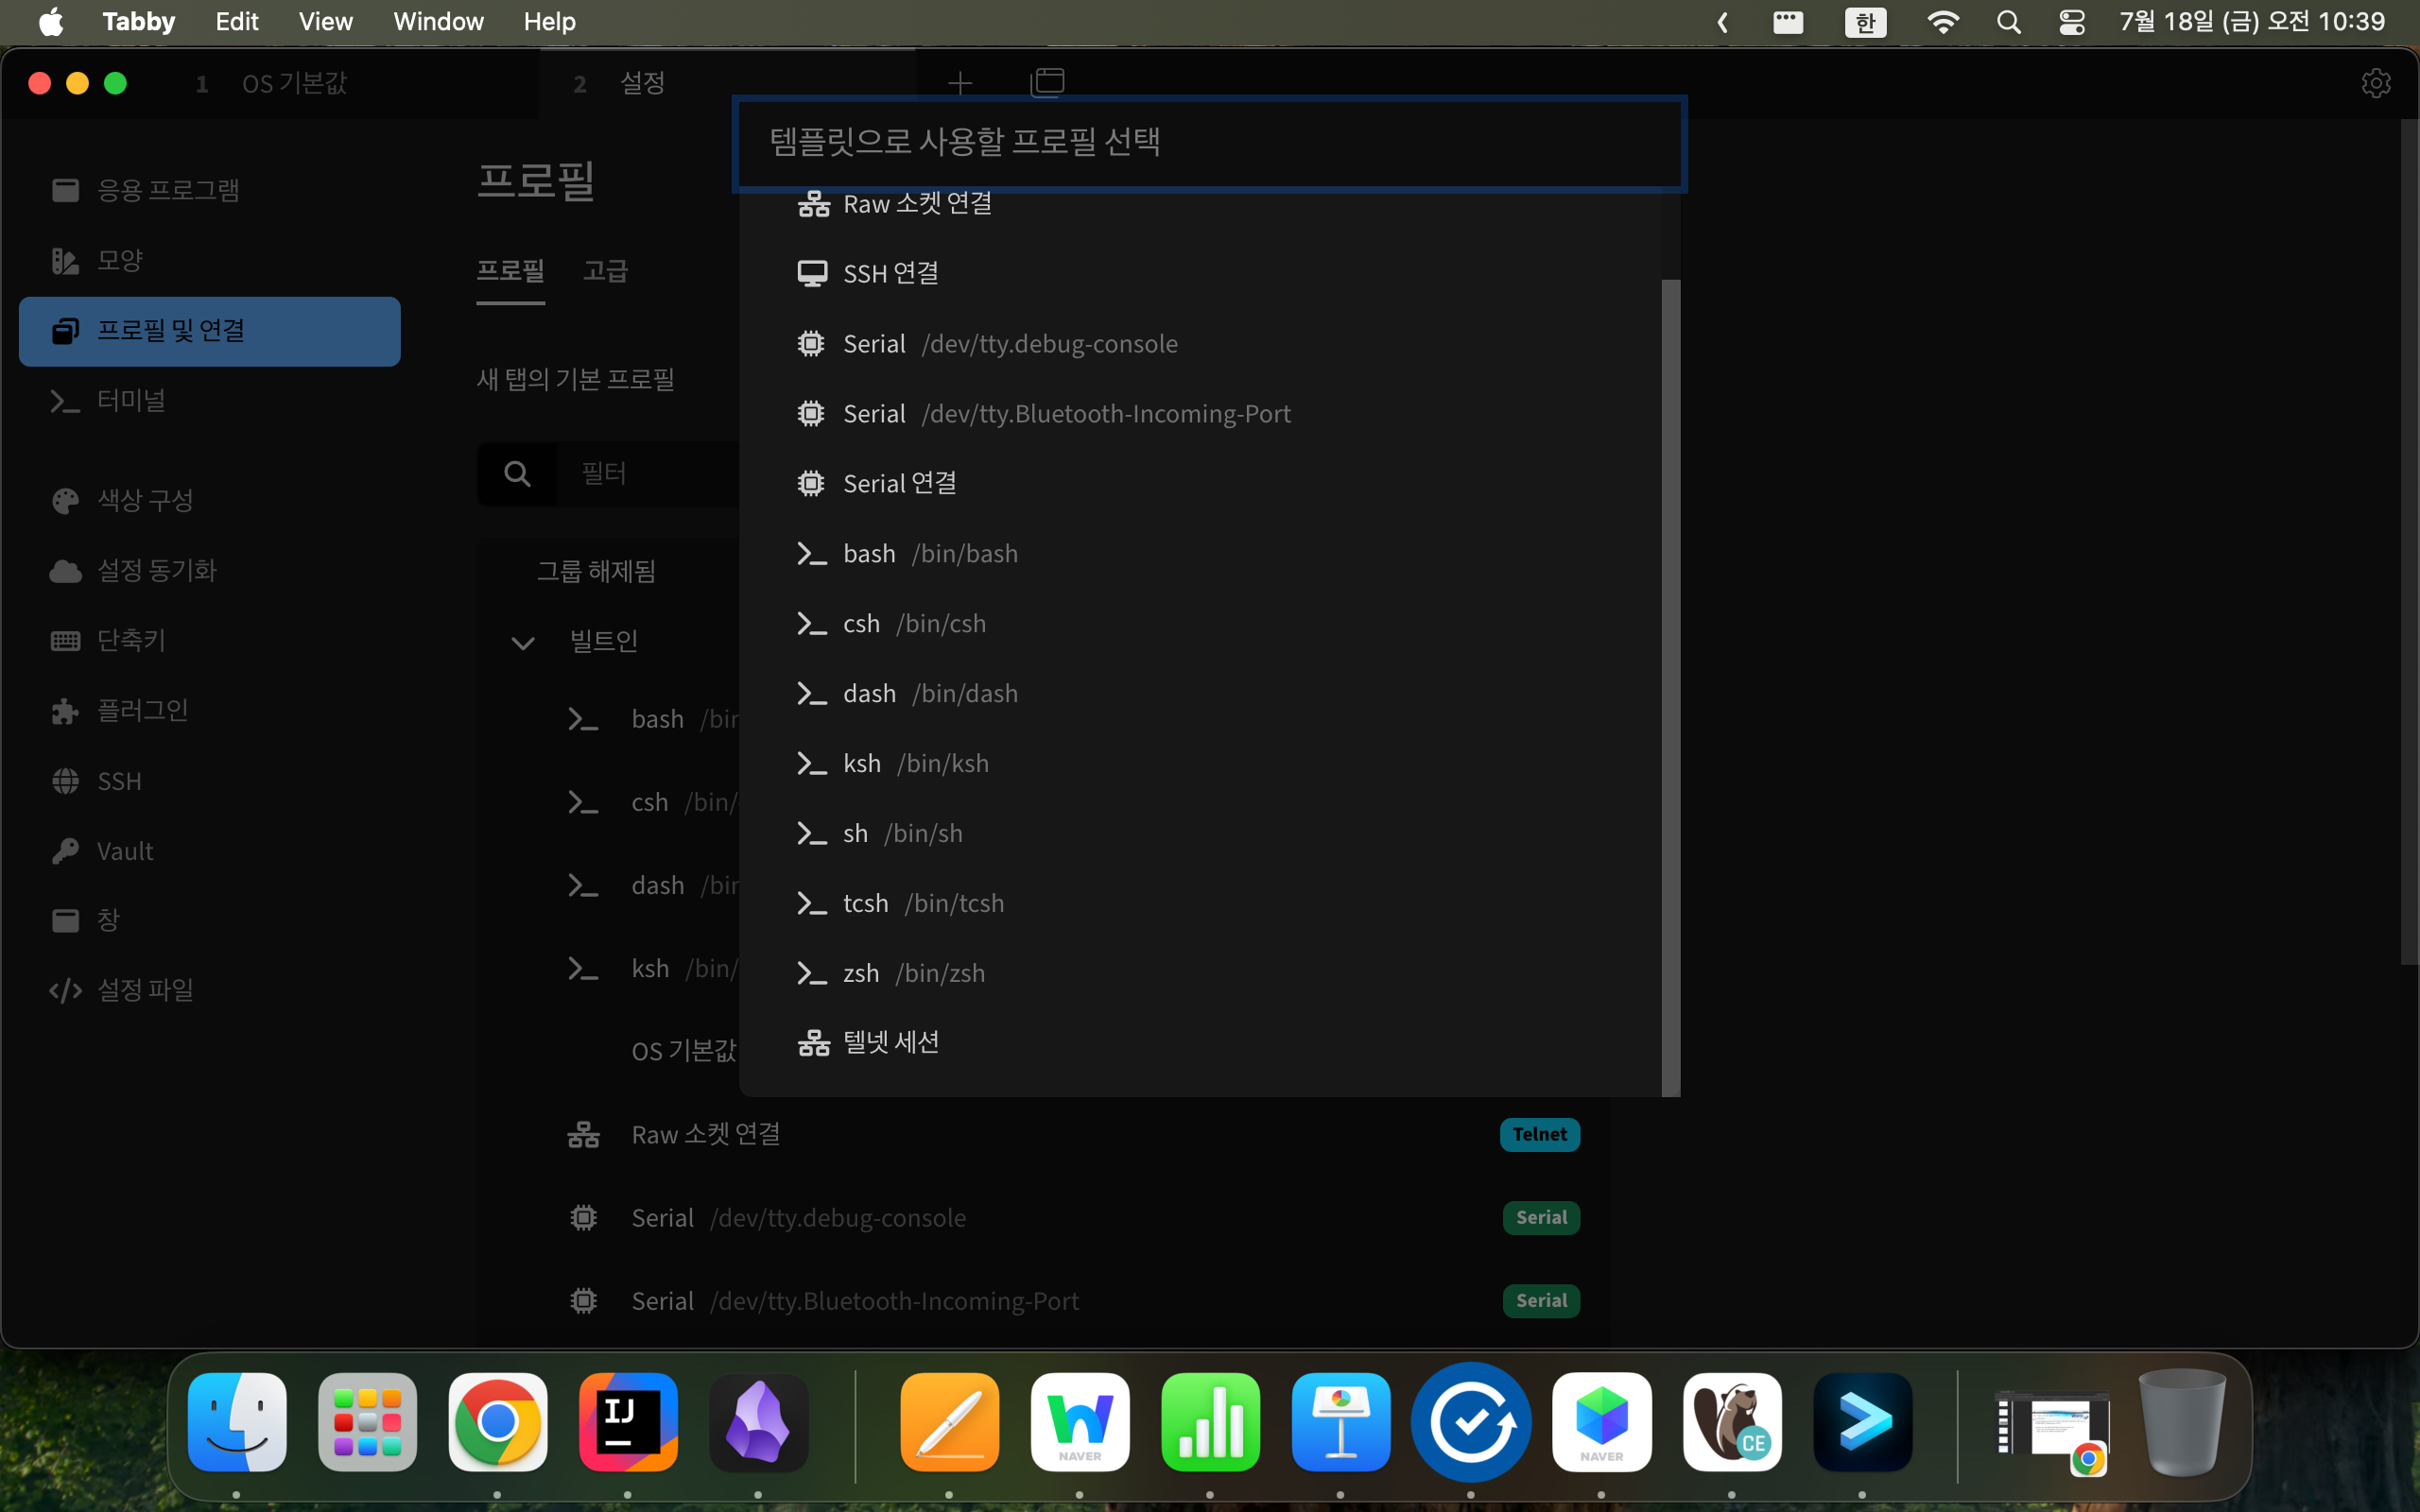 Tabby Edit View Window Help 한 7월 18일 (금) 오전 10:39
1 OS 기본값 2 설정
템플릿으로 사용할 프로필 선택
응용 프로그램
모양
프로필 및 연결
터미널
색상 구성
설정 동기화
단축키
플러그인
SSH
Vault
창
설정 파일
프로필
프로필 고급
새 탭의 기본 프로필
필터
그룹 해제됨
빌트인
bash
csh /bin/
dash
ksh /bin/
OS 기본값
Raw 소켓 연결 Telnet
Serial /dev/tty.debug-console Serial
Serial /dev/tty.Bluetooth-Incoming-Port Serial
Raw 소켓 연결
SSH 연결
Serial /dev/tty.debug-console
Serial /dev/tty.Bluetooth-Incoming-Port
Serial 연결
bash /bin/bash
csh /bin/csh
dash /bin/dash
ksh /bin/ksh
sh /bin/sh
tcsh /bin/tcsh
zsh /bin/zsh
텔넷 세션
IJ
NAVER
NAVER
CE